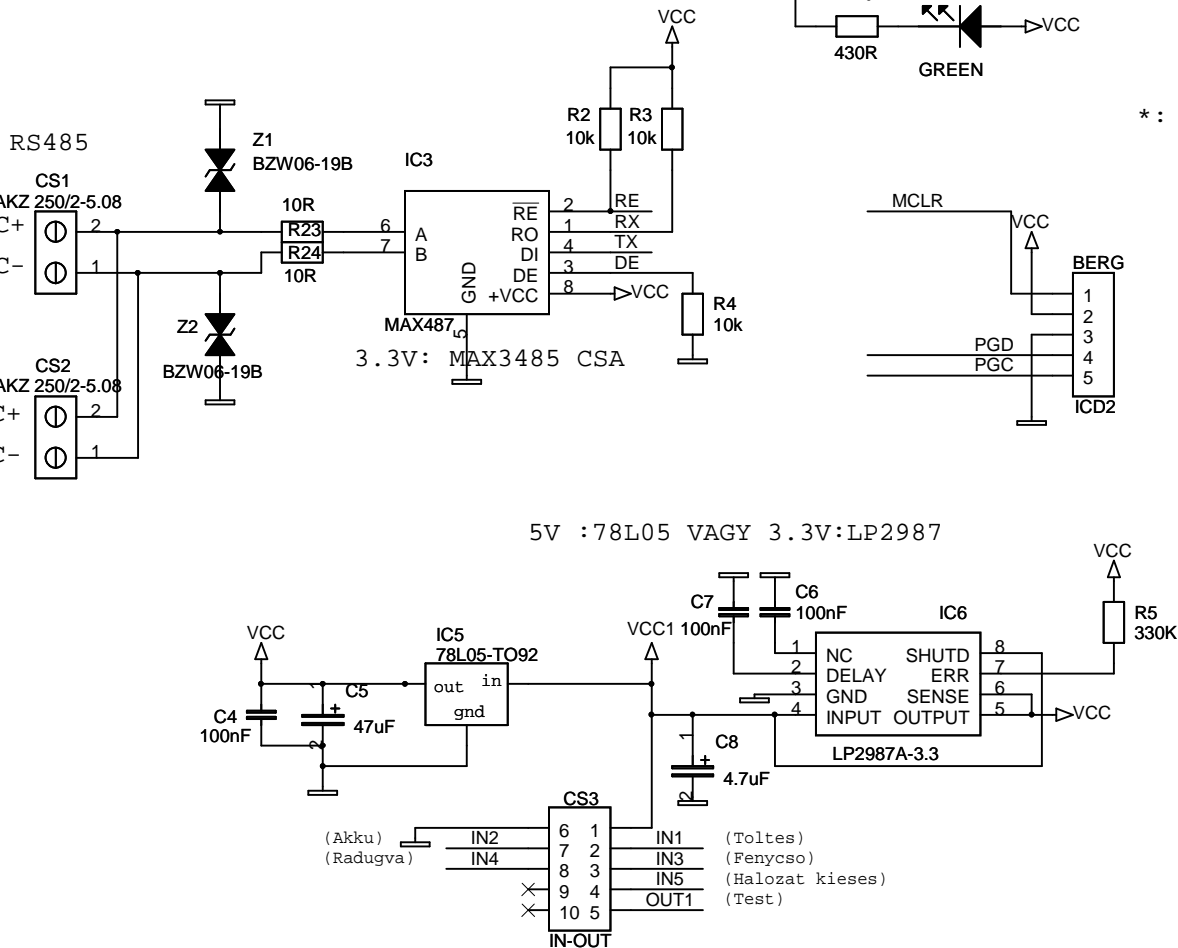 VCC
430R
VCC
GREEN
*:
RS485
Z1
BZW06-19B
IC3
R2
10k
R3
10k
CS1
AKZ 250/2-5.08
C+
2
C-
1
10R
R23
R24
10R
6
7
A
B
GND
RE
RO
DI
DE
+VCC
2
1
4
3
8
RE
RX
TX
DE
VCC
MAX487
5
3.3V: MAX3485 CSA
R4
10k
Z2
BZW06-19B
CS2
AKZ 250/2-5.08
C+
2
C-
1
MCLR
VCC
BERG
1
2
3
4
5
PGD
PGC
ICD2
5V :78L05 VAGY 3.3V:LP2987
VCC
C4
100nF
1
C5
47uF
2
IC5
78L05-TO92
out
in
gnd
VCC1
C7
100nF
C6
100nF
IC6
1
2
3
4
NC
DELAY
GND
INPUT
SHUTD
ERR
SENSE
OUTPUT
8
7
6
5
VCC
R5
330K
VCC
LP2987A-3.3
1
C8
4.7uF
2
CS3
6 1
7 2
8 3
9 4
10 5
IN-OUT
(Akku)
IN2
(Radugva)
IN4
IN1
(Toltes)
IN3
(Fenycso)
IN5
(Halozat kieses)
OUT1
(Test)